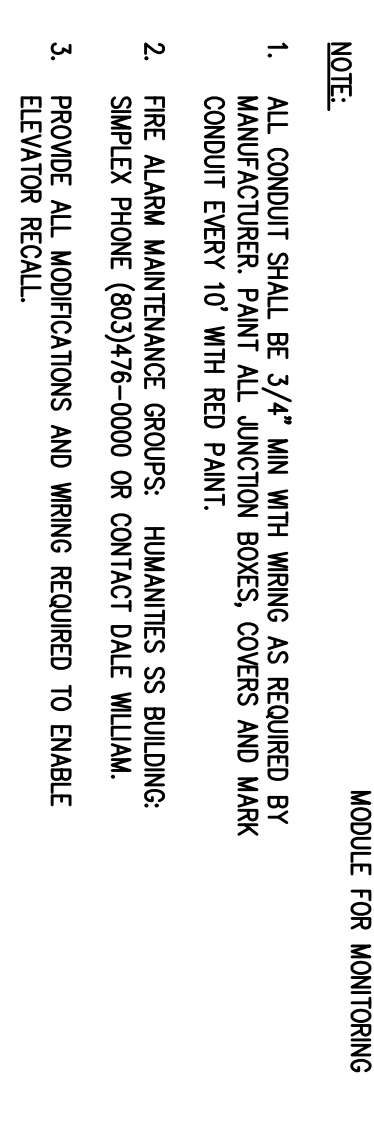 MODULE FOR MONITORING
NOTE:
1. ALL CONDUIT SHALL BE 3/4" MIN WITH WIRING AS REQUIRED BY
MANUFACTURER. PAINT ALL JUNCTION BOXES, COVERS AND MARK
CONDUIT EVERY 10' WITH RED PAINT.
2. FIRE ALARM MAINTENANCE GROUPS: HUMANITIES SS BUILDING:
SIMPLEX PHONE (803)476-0000 OR CONTACT DALE WILLIAM.
3. PROVIDE ALL MODIFICATIONS AND WIRING REQUIRED TO ENABLE
ELEVATOR RECALL.